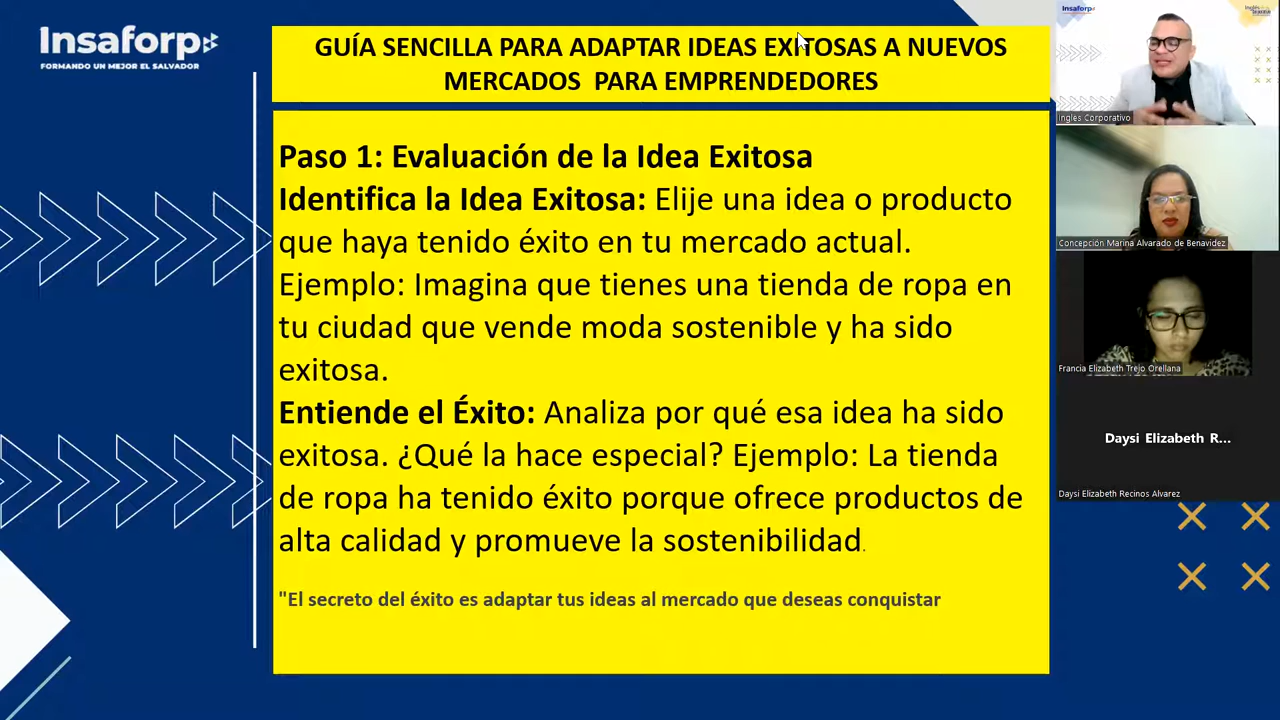 Insaforp
FORMANDO UN MEJOR EL SALVADOR
GUÍA SENCILLA PARA ADAPTAR IDEAS EXITOSAS A NUEVOS
MERCADOS PARA EMPRENDEDORES
Paso 1: Evaluación de la Idea Exitosa
Identifica la Idea Exitosa: Elije una idea o producto
que haya tenido éxito en tu mercado actual.
Ejemplo: Imagina que tienes una tienda de ropa en
tu ciudad que vende moda sostenible y ha sido
exitosa.
Entiende el Éxito: Analiza por qué esa idea ha sido
exitosa. ¿Qué la hace especial? Ejemplo: La tienda
de ropa ha tenido éxito porque ofrece productos de
alta calidad y promueve la sostenibilidad.
"El secreto del éxito es adaptar tus ideas al mercado que deseas conquistar
Insaforp
Ingles Corporativo
Concepción Marina Alvarado de Benavidez
Francia Elizabeth Trejo Orellana
Daysi Elizabeth R...
Daysi Elizabeth Recinos Alvarez